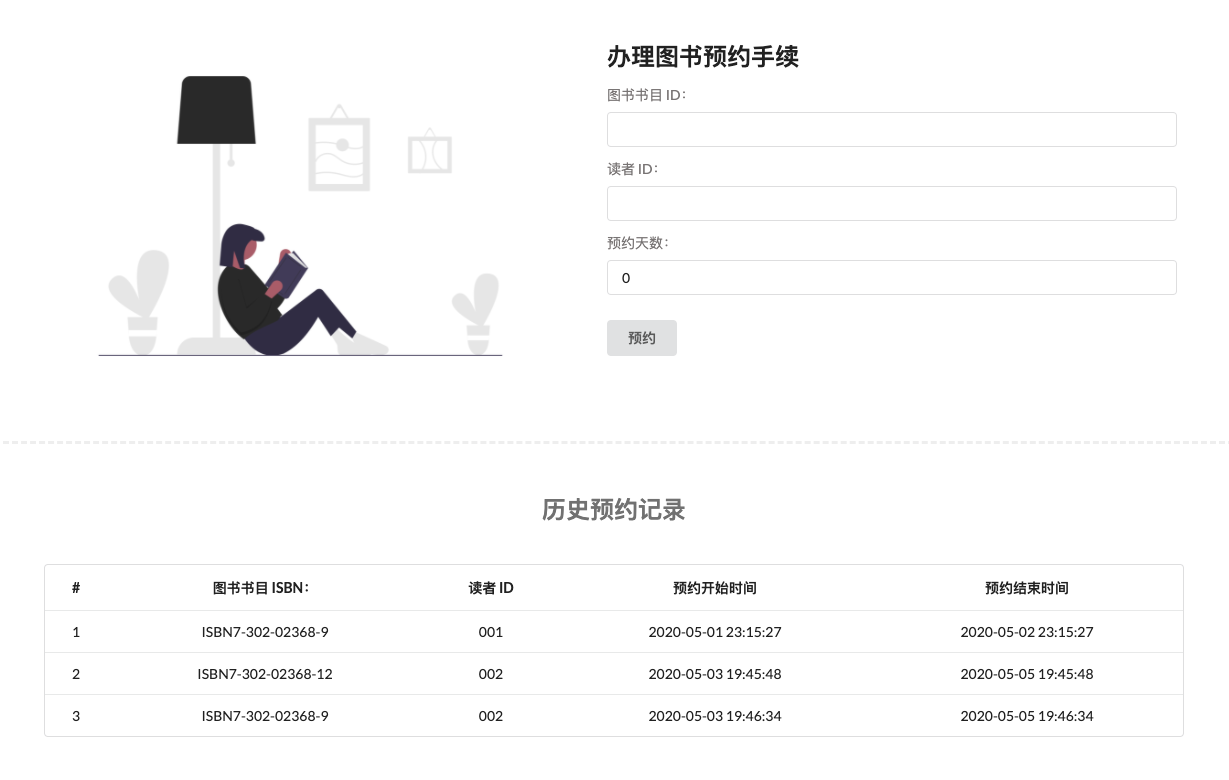 办理图书预约手续
图书书目 ID：
读者 ID：
预约天数：
0
预约
历史预约记录
# 图书书目 ISBN： 读者 ID 预约开始时间 预约结束时间
1 ISBN7-302-02368-9 001 2020-05-01 23:15:27 2020-05-02 23:15:27
2 ISBN7-302-02368-12 002 2020-05-03 19:45:48 2020-05-05 19:45:48
3 ISBN7-302-02368-9 002 2020-05-03 19:46:34 2020-05-05 19:46:34